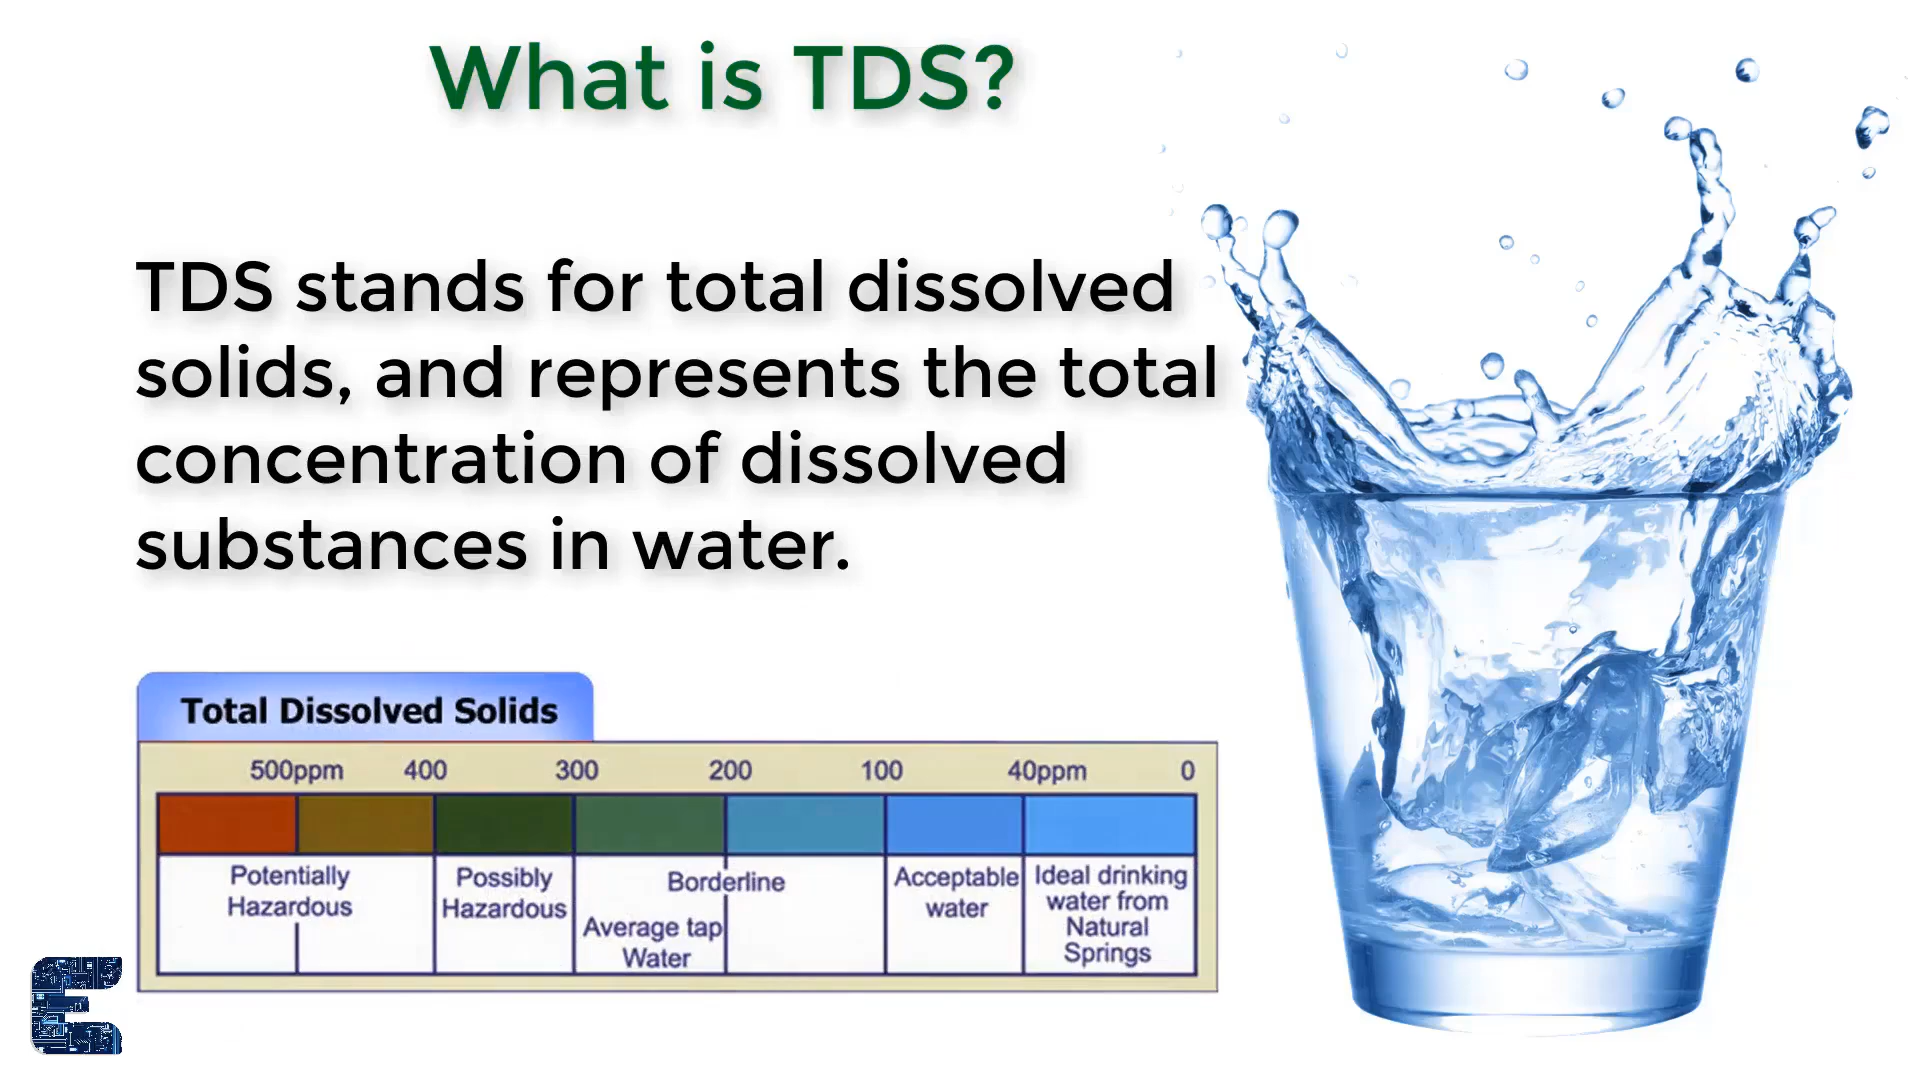 What is TDS?
TDS stands for total dissolved
solids, and represents the total
concentration of dissolved
substances in water.
Total Dissolved Solids
500ppm 400 300 200 100 40ppm 0
Potentially
Hazardous
Possibly
Hazardous
Borderline
Average tap
Water
Acceptable
water
Ideal drinking
water from
Natural
Springs
E